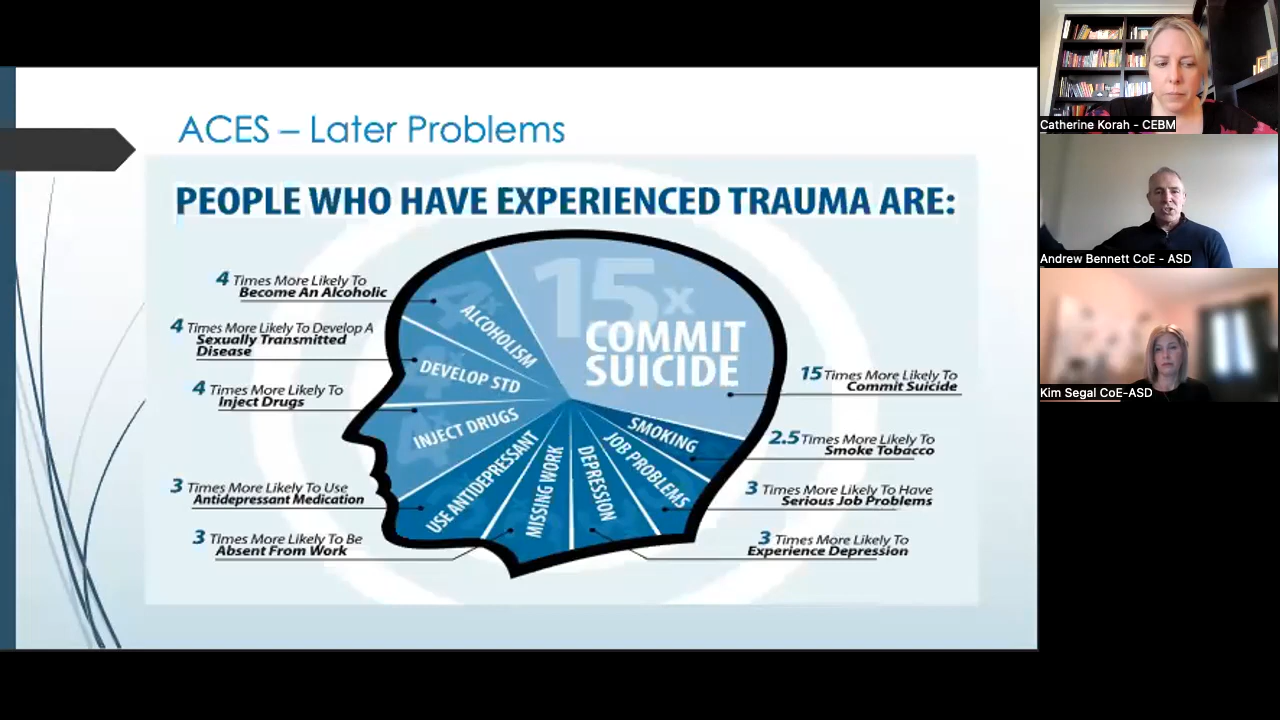 ACES – Later Problems
PEOPLE WHO HAVE EXPERIENCED TRAUMA ARE:
4 Times More Likely To
Become An Alcoholic
4 Times More Likely To Develop A
Sexually Transmitted
Disease
4 Times More Likely To
Inject Drugs
3 Times More Likely To Use
Antidepressant Medication
3 Times More Likely To Be
Absent From Work
4x
ALCOHOLISM
DEVELOP STD
INJECT DRUGS
USE ANTIDEPRESSANT
MISSING WORK
DEPRESSION
JOB PROBLEMS
SMOKING
15x
COMMIT
SUICIDE
15 Times More Likely To
Commit Suicide
2.5 Times More Likely To
Smoke Tobacco
3 Times More Likely To Have
Serious Job Problems
3 Times More Likely To
Experience Depression
Catherine Korah - CEBM
Andrew Bennett CoE - ASD
Kim Segal CoE-ASD